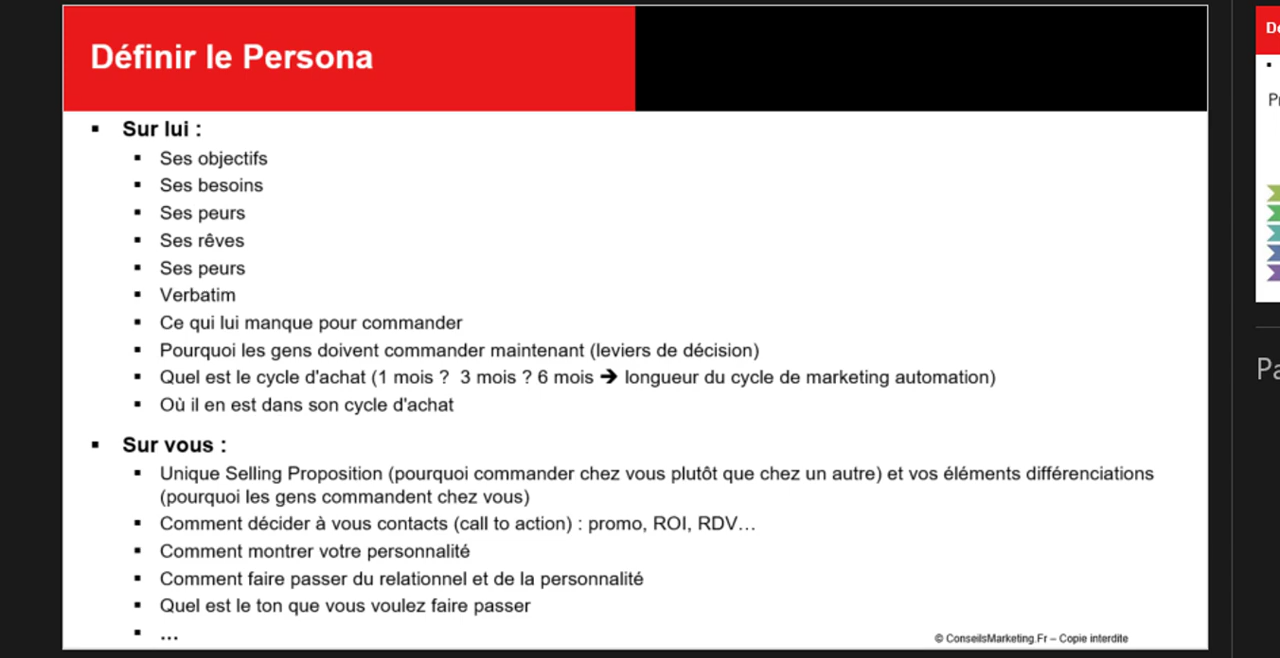 Définir le Persona
Sur lui :
Ses objectifs
Ses besoins
Ses peurs
Ses rêves
Ses peurs
Verbatim
Ce qui lui manque pour commander
Pourquoi les gens doivent commander maintenant (leviers de décision)
Quel est le cycle d'achat (1 mois ? 3 mois ? 6 mois ➔ longueur du cycle de marketing automation)
Où il en est dans son cycle d'achat
Sur vous :
Unique Selling Proposition (pourquoi commander chez vous plutôt que chez un autre) et vos éléments différenciations
(pourquoi les gens commandent chez vous)
Comment décider à vous contacts (call to action) : promo, ROI, RDV…
Comment montrer votre personnalité
Comment faire passer du relationnel et de la personnalité
Quel est le ton que vous voulez faire passer
…
© ConseilsMarketing.Fr – Copie interdite